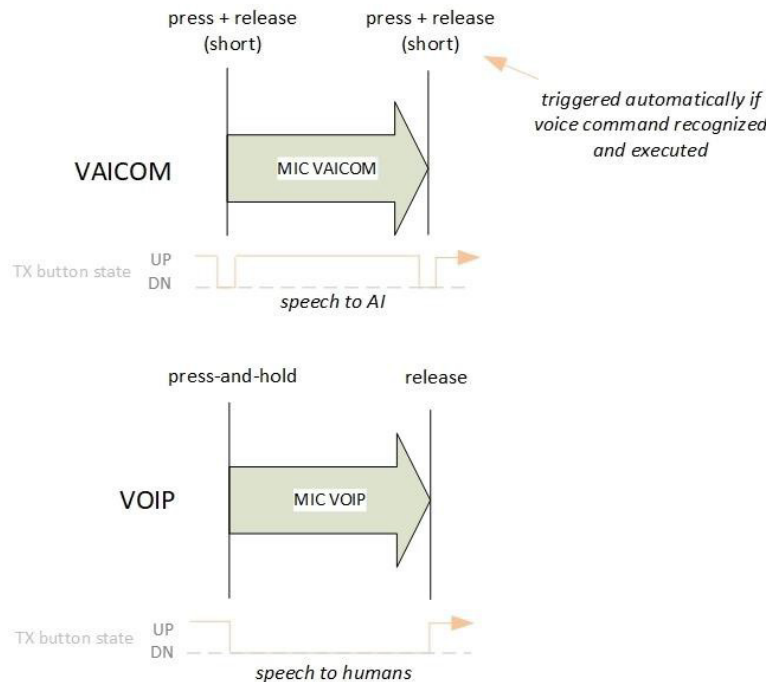 press + release
(short)
press + release
(short)
triggered automatically if
voice command recognized
and executed
VAICOM
MIC VAICOM
TX button state
UP
DN
speech to AI
press-and-hold
release
VOIP
MIC VOIP
TX button state
UP
DN
speech to humans